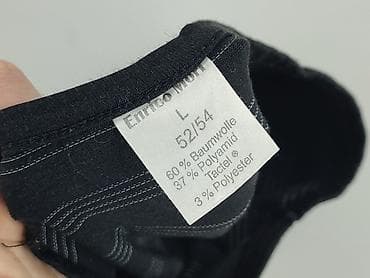 Enrico Mori
L
52/54
60 % Baumwolle
37 % Polyamid
Tactel ®
3 % Polyester